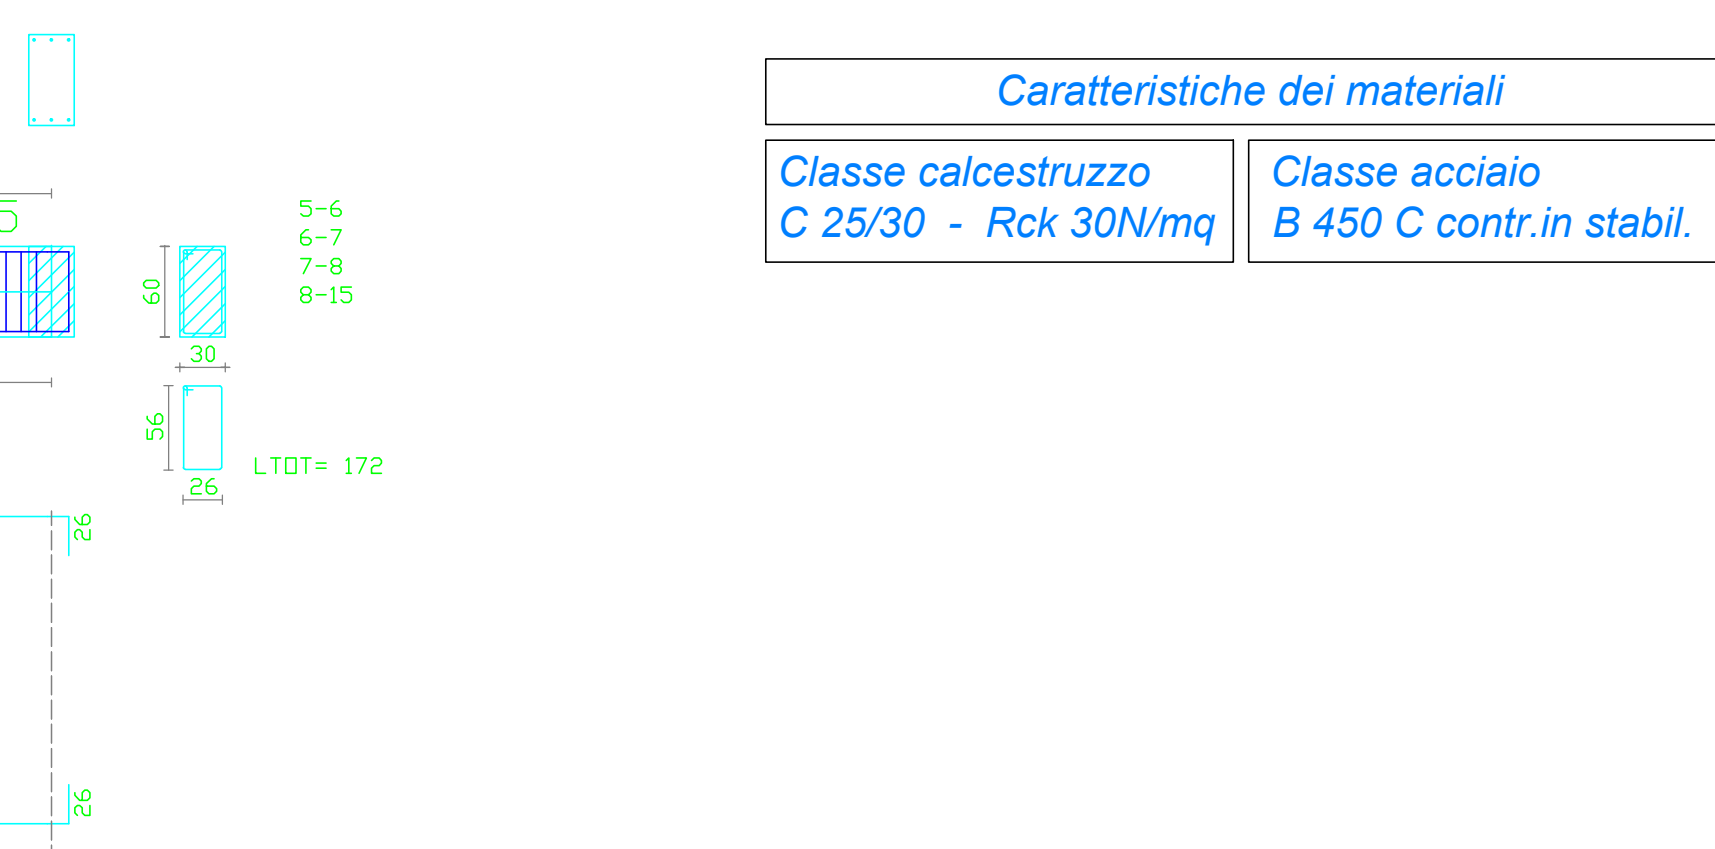 Caratteristiche dei materiali
Classe calcestruzzo
C 25/30 - Rck 30N/mq
Classe acciaio
B 450 C contr.in stabil.
5-6
6-7
7-8
8-15
60
30
56
26
LTOT= 172
26
26